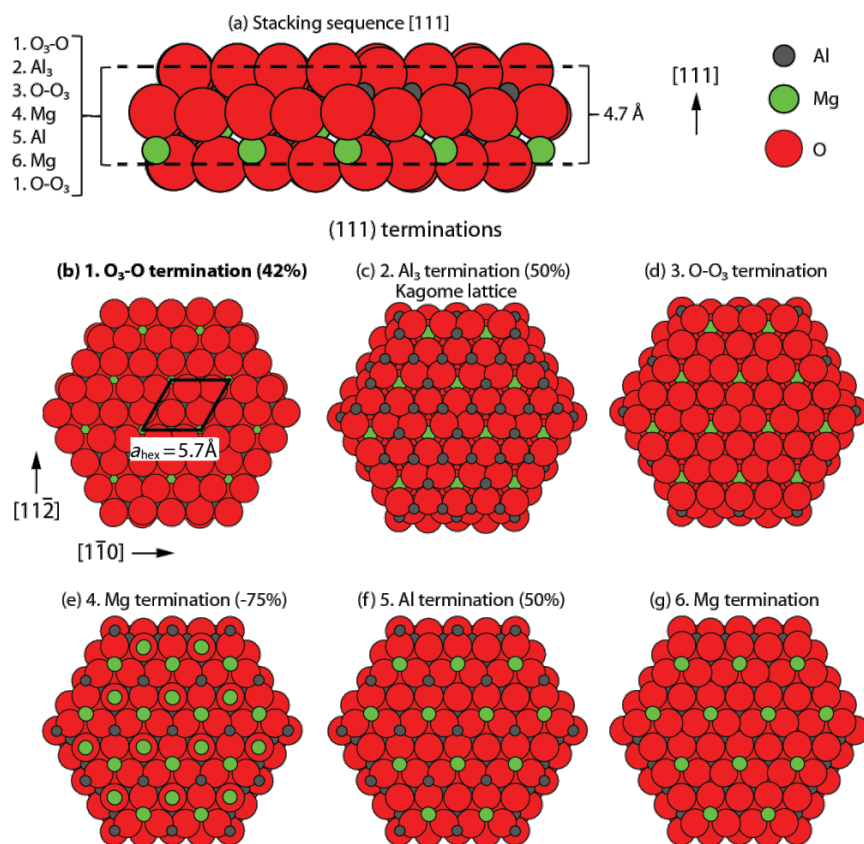 (a) Stacking sequence [111]
1. O₃-O
2. Al₃
3. O-O₃
4. Mg
5. Al
6. Mg
1. O-O₃
4.7 Å
[111]
Al
Mg
O
(111) terminations
(b) 1. O₃-O termination (42%)
(c) 2. Al₃ termination (50%)
Kagome lattice
(d) 3. O-O₃ termination
a_hex = 5.7Å
[112̄]
[11̄0]
(e) 4. Mg termination (-75%)
(f) 5. Al termination (50%)
(g) 6. Mg termination